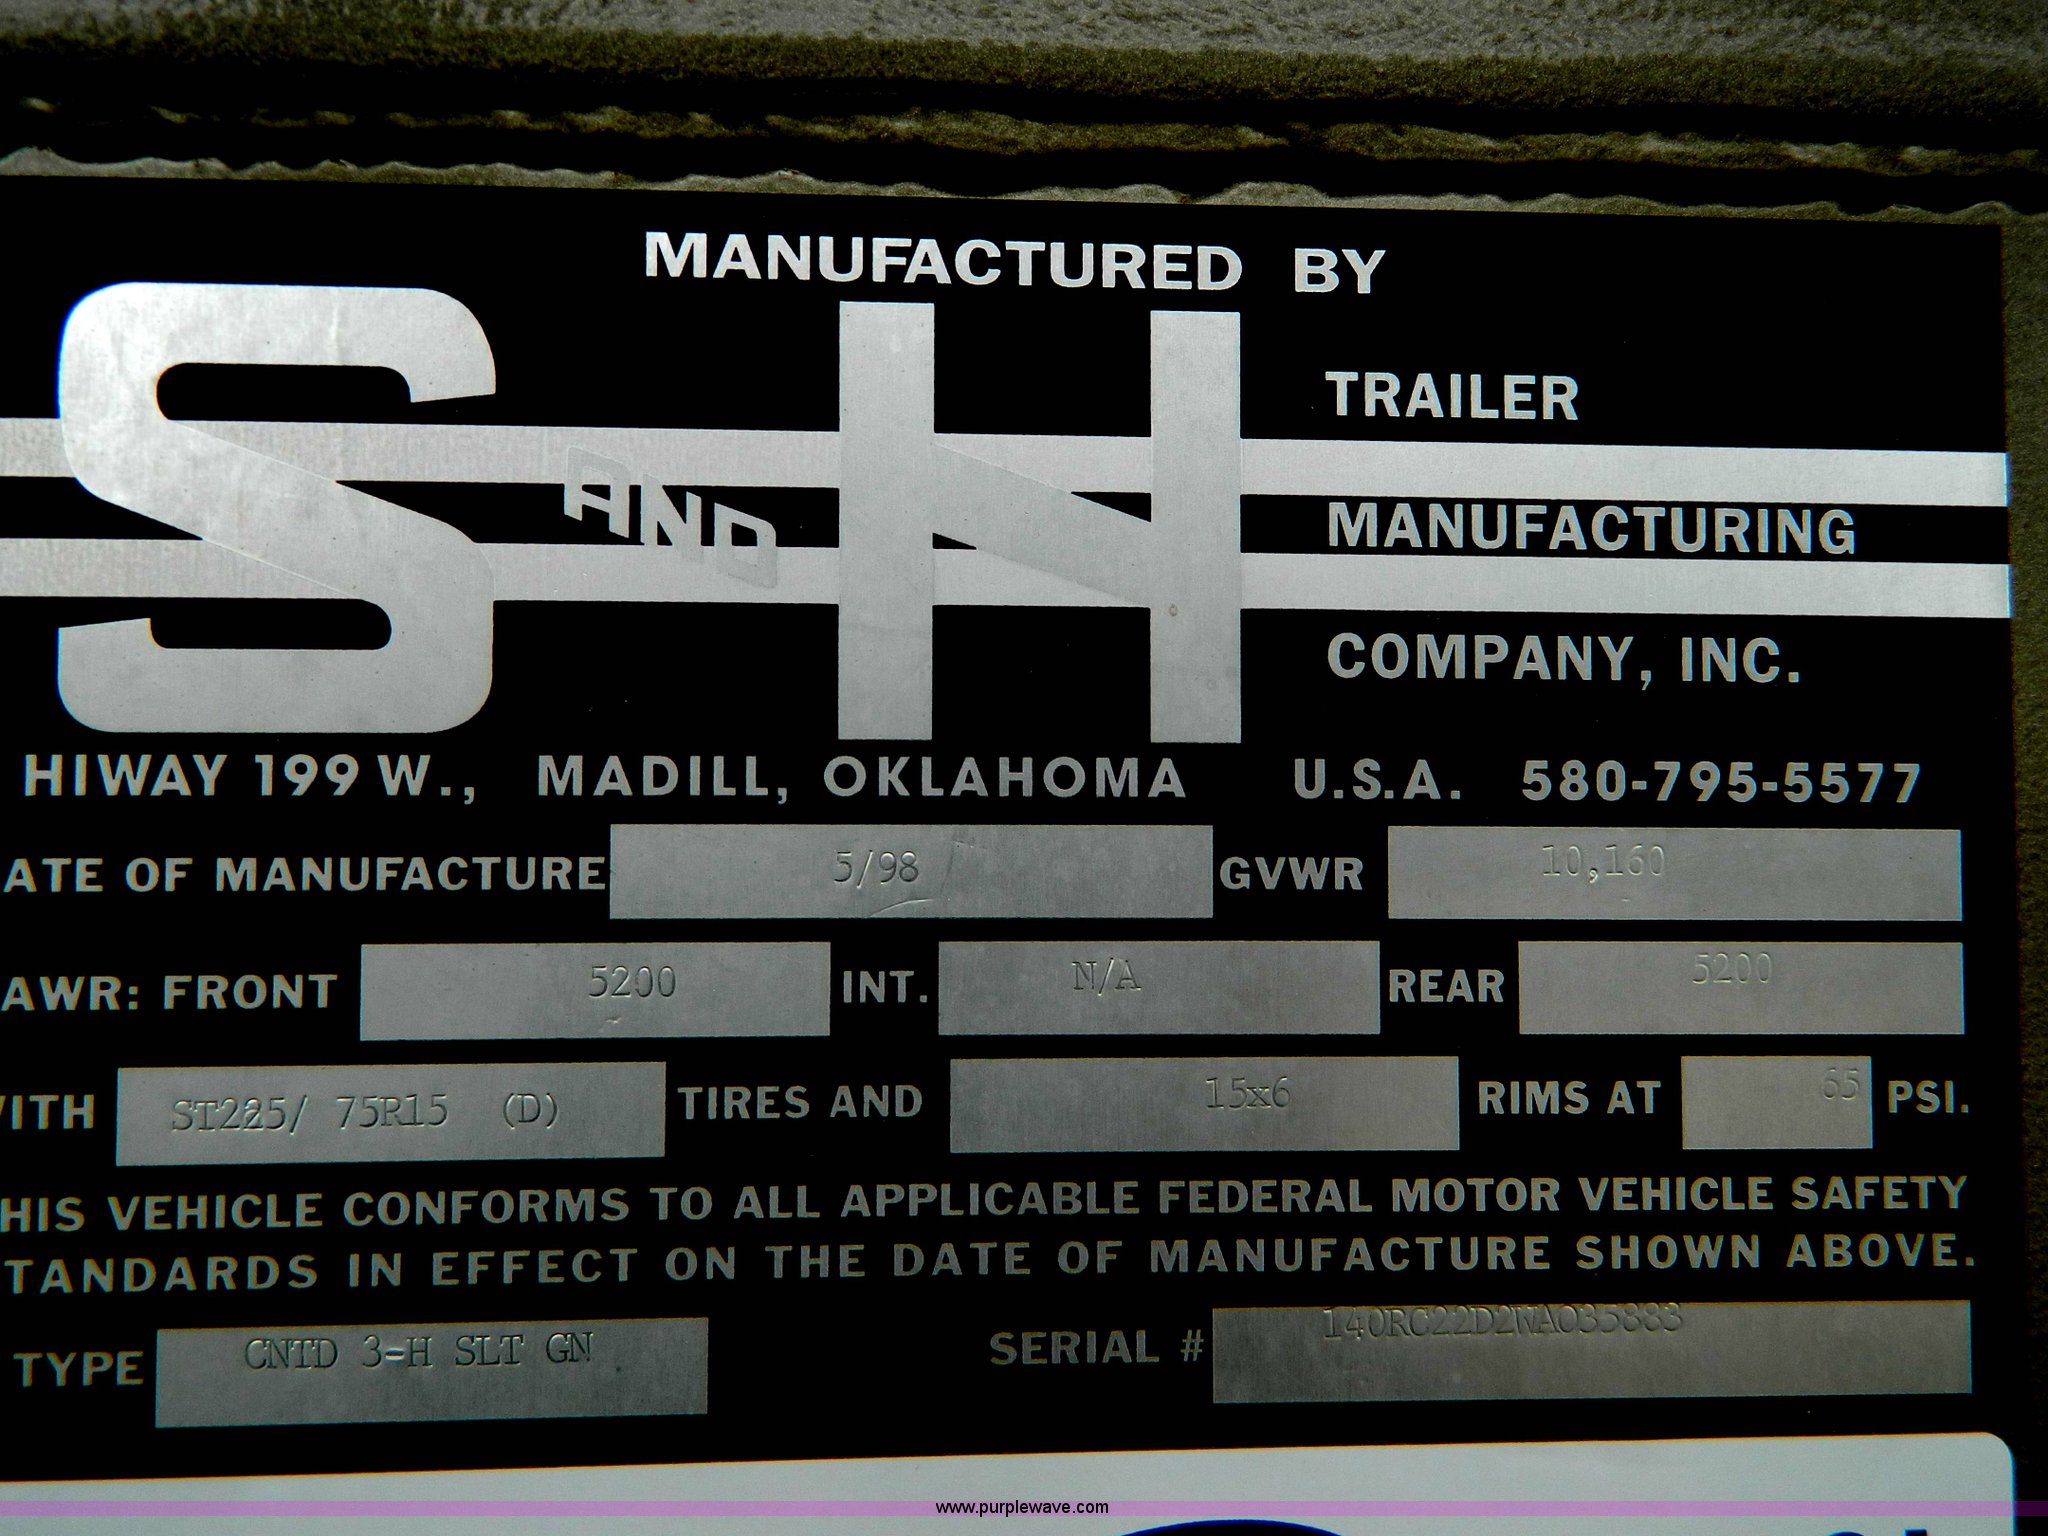 MANUFACTURED BY
S AND H
TRAILER
MANUFACTURING
COMPANY, INC.
HIWAY 199 W., MADILL, OKLAHOMA U.S.A. 580-795-5577
ATE OF MANUFACTURE 5/98 GVWR 10,160
AWR: FRONT 5200 INT. N/A REAR 5200
ITH ST225/ 75R15 (D) TIRES AND 15x6 RIMS AT 65 PSI.
HIS VEHICLE CONFORMS TO ALL APPLICABLE FEDERAL MOTOR VEHICLE SAFETY
TANDARDS IN EFFECT ON THE DATE OF MANUFACTURE SHOWN ABOVE.
TYPE CNTD 3-H SLT GN SERIAL # 140RC22D2WA035883
www.purplewave.com